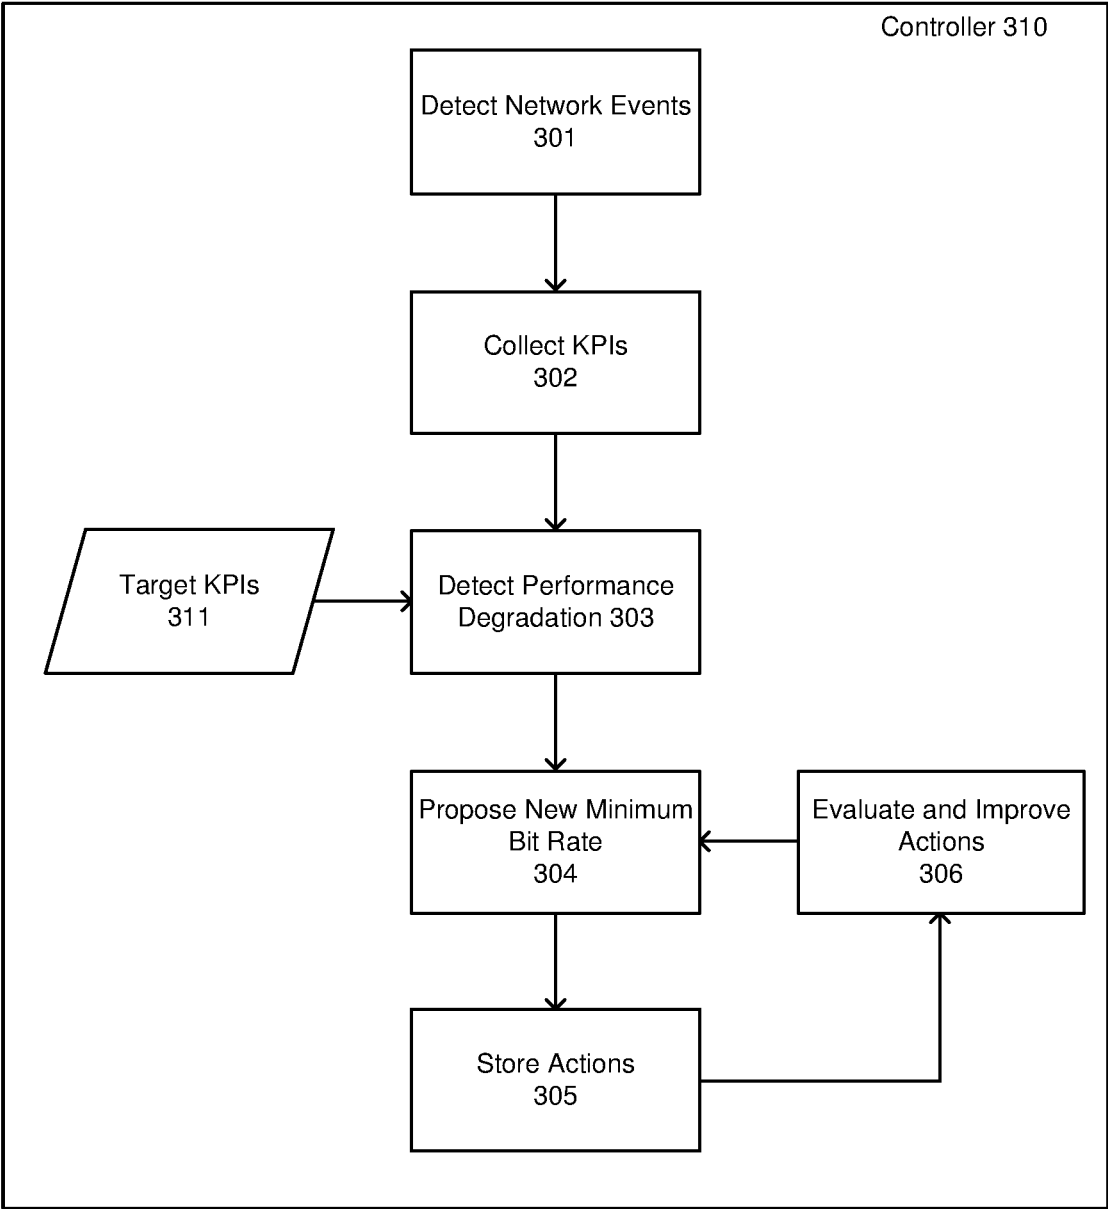 Controller 310
Detect Network Events
301
Collect KPIs
302
Target KPIs
311
Detect Performance
Degradation 303
Propose New Minimum
Bit Rate
304
Evaluate and Improve
Actions
306
Store Actions
305